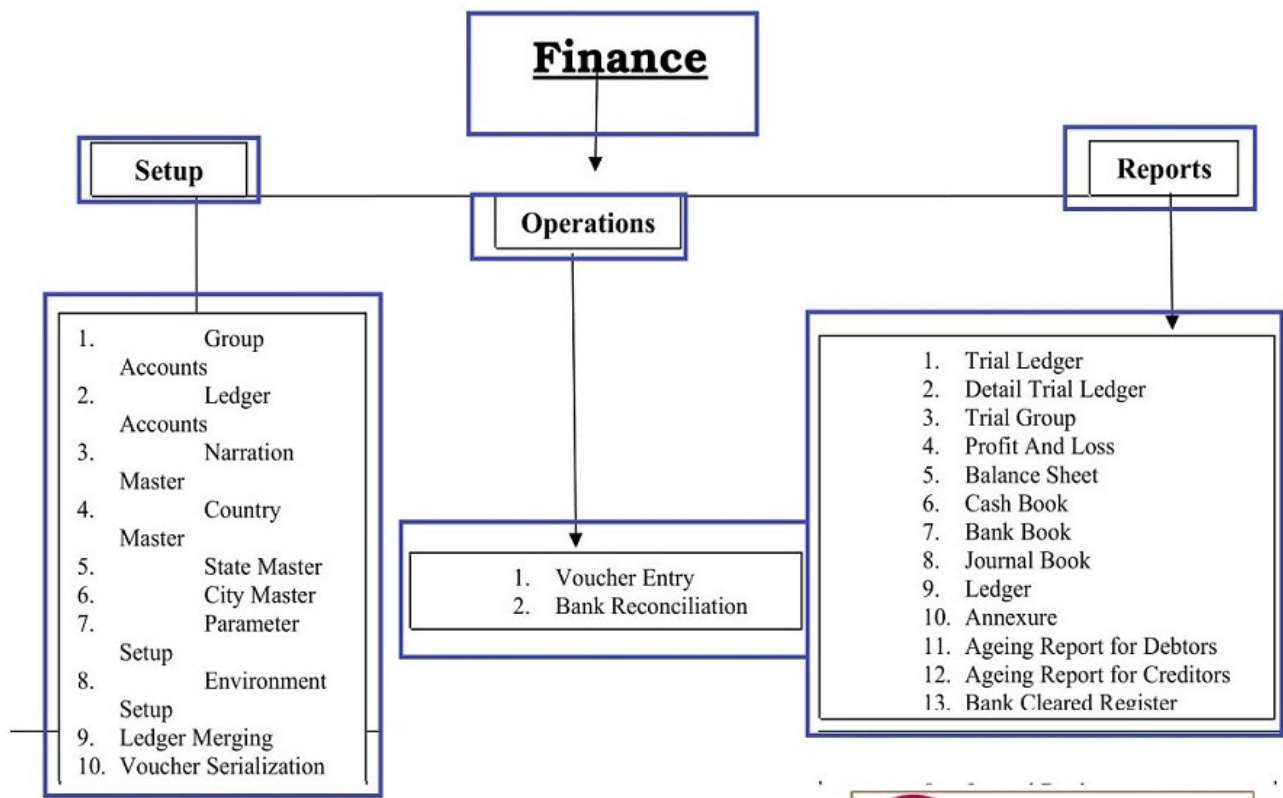 Finance
Setup
Operations
Reports
1. Group
Accounts
2. Ledger
Accounts
3. Narration
Master
4. Country
Master
5. State Master
6. City Master
7. Parameter
Setup
8. Environment
Setup
9. Ledger Merging
10. Voucher Serialization
1. Voucher Entry
2. Bank Reconciliation
1. Trial Ledger
2. Detail Trial Ledger
3. Trial Group
4. Profit And Loss
5. Balance Sheet
6. Cash Book
7. Bank Book
8. Journal Book
9. Ledger
10. Annexure
11. Ageing Report for Debtors
12. Ageing Report for Creditors
13. Bank Cleared Register